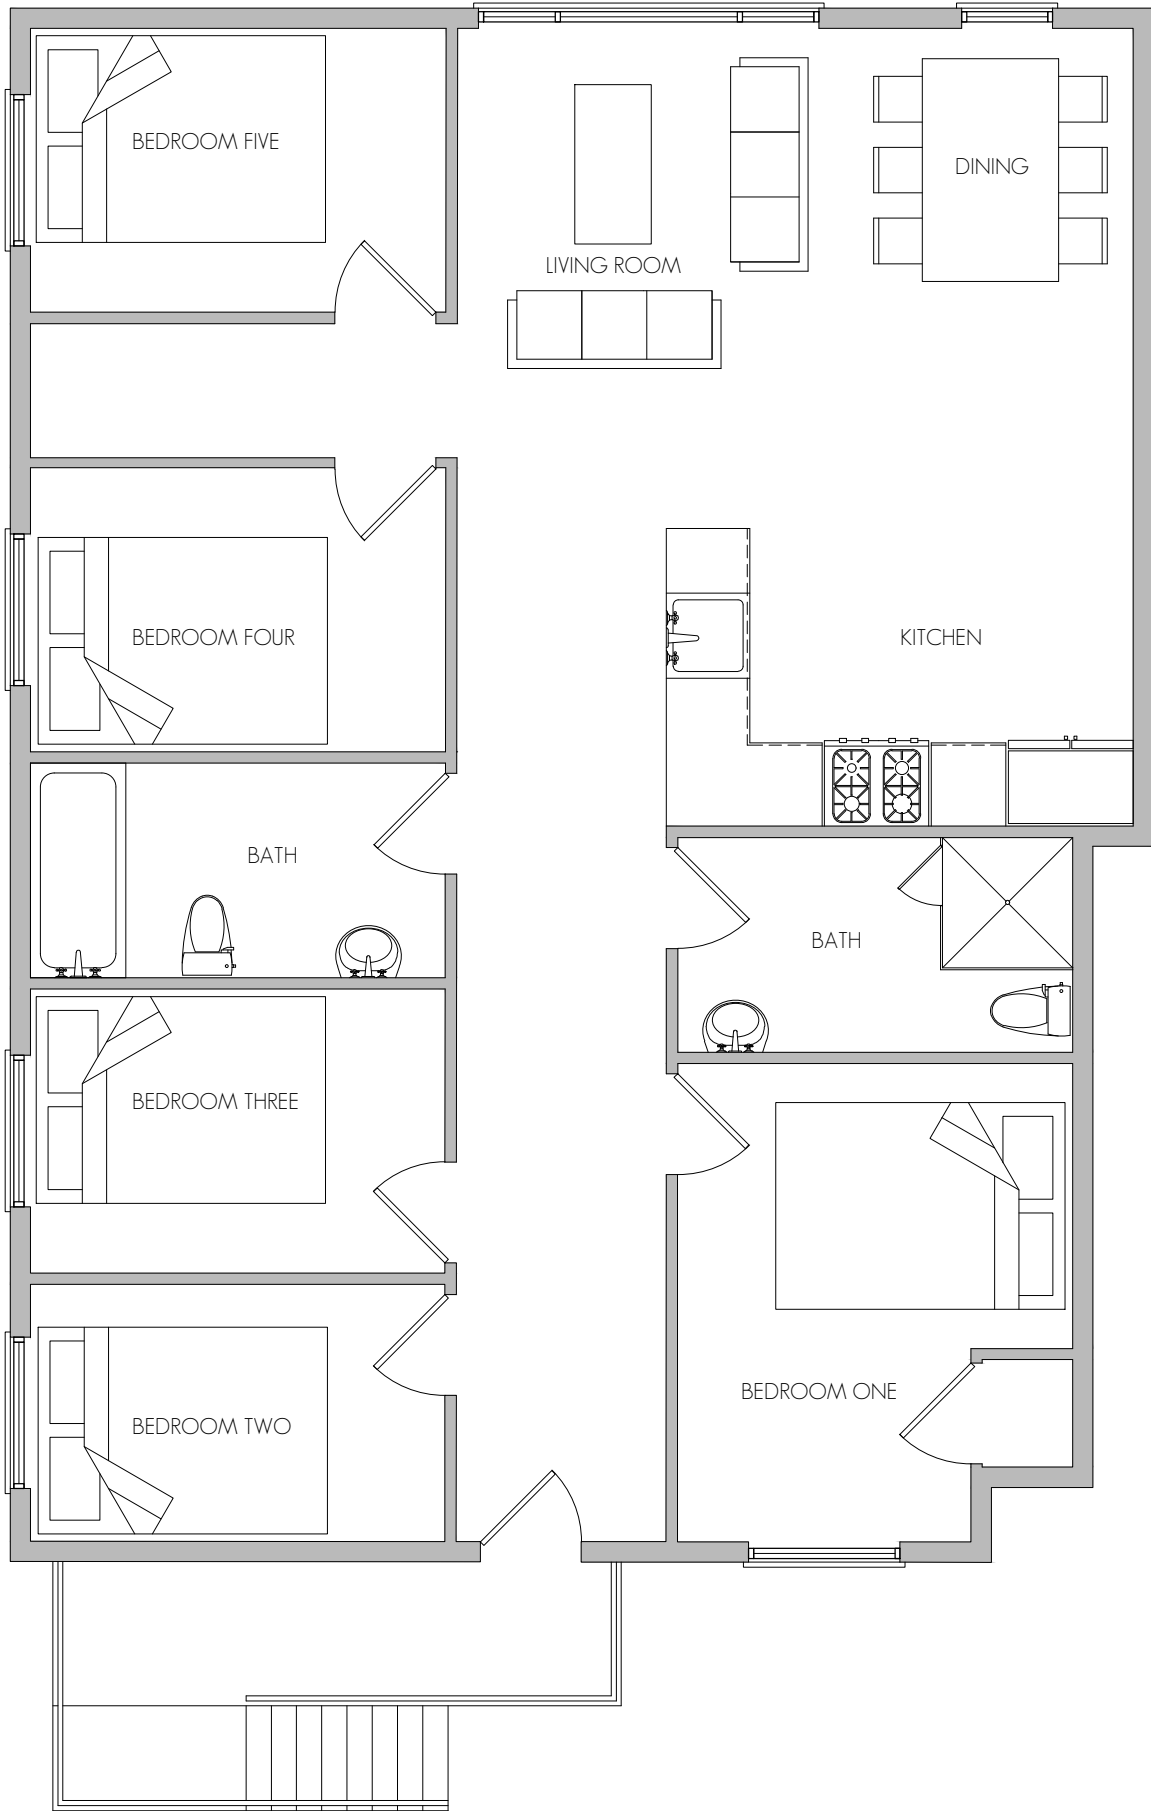 BEDROOM FIVE
DINING
LIVING ROOM
BEDROOM FOUR
KITCHEN
BATH
BATH
BEDROOM THREE
BEDROOM ONE
BEDROOM TWO